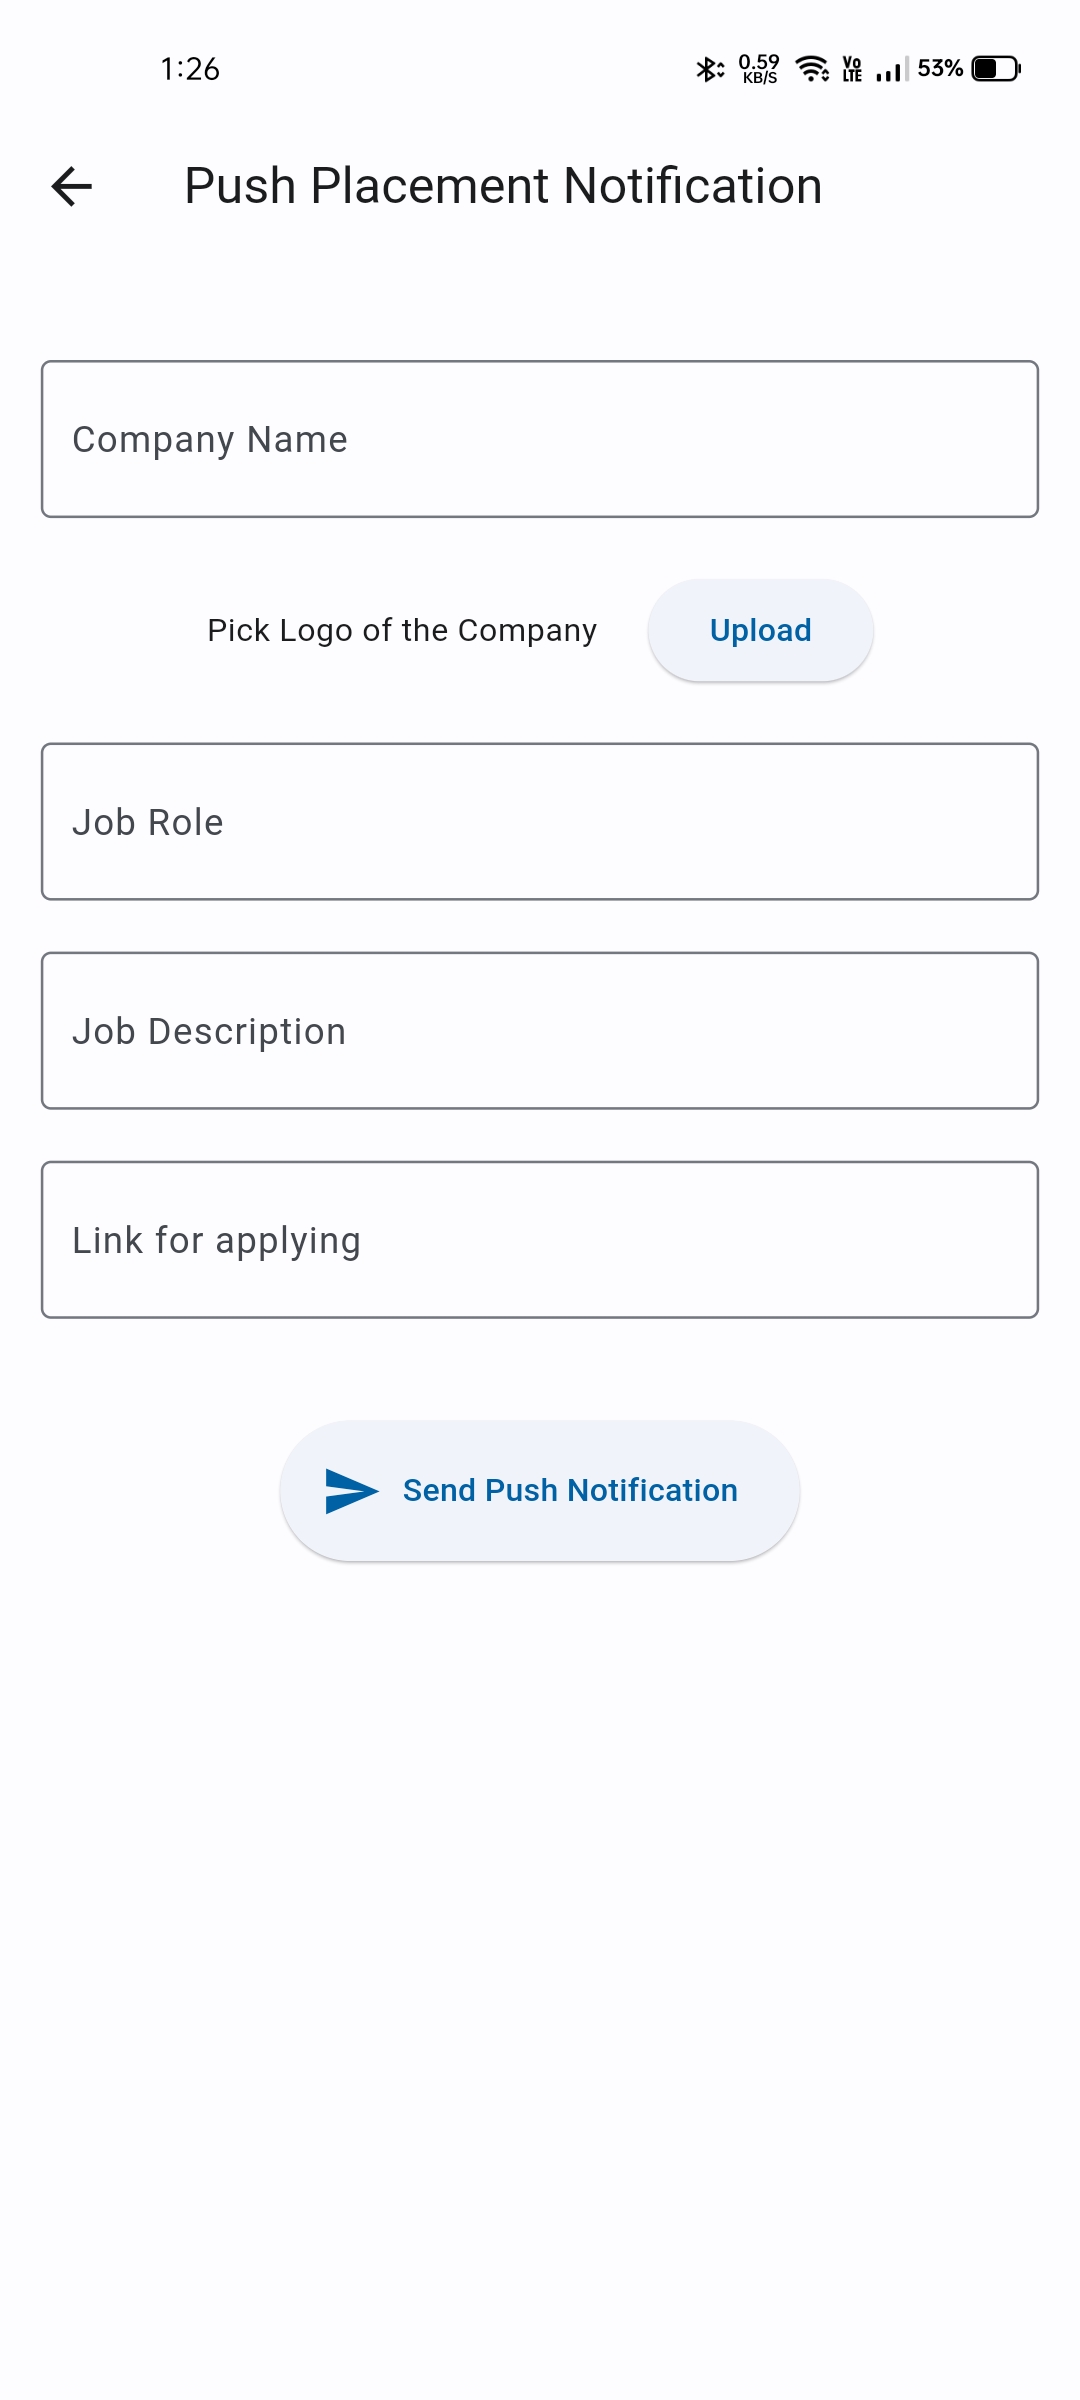 1:26
0.59
KB/S
Vo
LTE
53%
Push Placement Notification
Company Name
Pick Logo of the Company
Upload
Job Role
Job Description
Link for applying
Send Push Notification